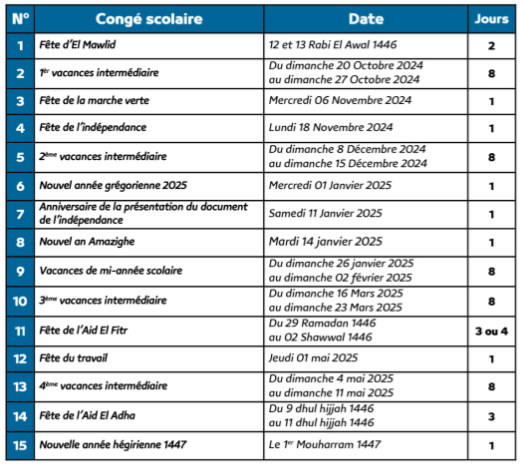 N° Congé scolaire Date Jours
1 Fête d'El Mawlid 12 et 13 Rabi El Awal 1446 2
2 1èr vacances intermédiaire Du dimanche 20 Octobre 2024
au dimanche 27 Octobre 2024 8
3 Fête de la marche verte Mercredi 06 Novembre 2024 1
4 Fête de l'indépendance Lundi 18 Novembre 2024 1
5 2ème vacances intermédiaire Du dimanche 8 Décembre 2024
au dimanche 15 Décembre 2024 8
6 Nouvel année grégorienne 2025 Mercredi 01 Janvier 2025 1
7 Anniversaire de la présentation du document
de l'indépendance Samedi 11 Janvier 2025 1
8 Nouvel an Amazighe Mardi 14 janvier 2025 1
9 Vacances de mi-année scolaire Du dimanche 26 janvier 2025
au dimanche 02 février 2025 8
10 3ème vacances intermédiaire Du dimanche 16 Mars 2025
au dimanche 23 Mars 2025 8
11 Fête de l'Aid El Fitr Du 29 Ramadan 1446
au 02 Shawwal 1446 3 ou 4
12 Fête du travail Jeudi 01 mai 2025 1
13 4ème vacances intermédiaire Du dimanche 4 mai 2025
au dimanche 11 mai 2025 8
14 Fête de l'Aid El Adha Du 9 dhul hijjah 1446
au 11 dhul hijjah 1446 3
15 Nouvelle année hégirienne 1447 Le 1er Mouharram 1447 1